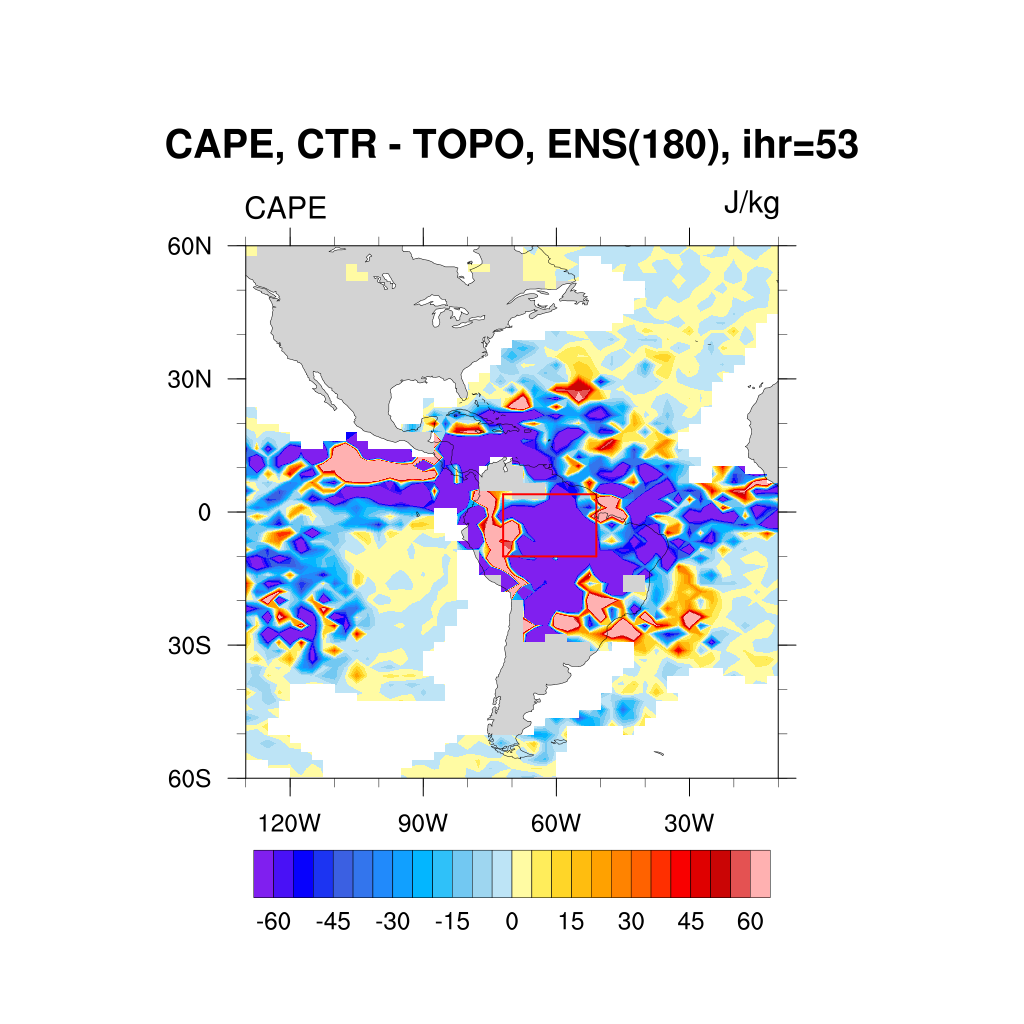 CAPE, CTR - TOPO, ENS(180), ihr=53
CAPE J/kg
60N
30N
0
30S
60S
120W 90W 60W 30W
-60 -45 -30 -15 0 15 30 45 60